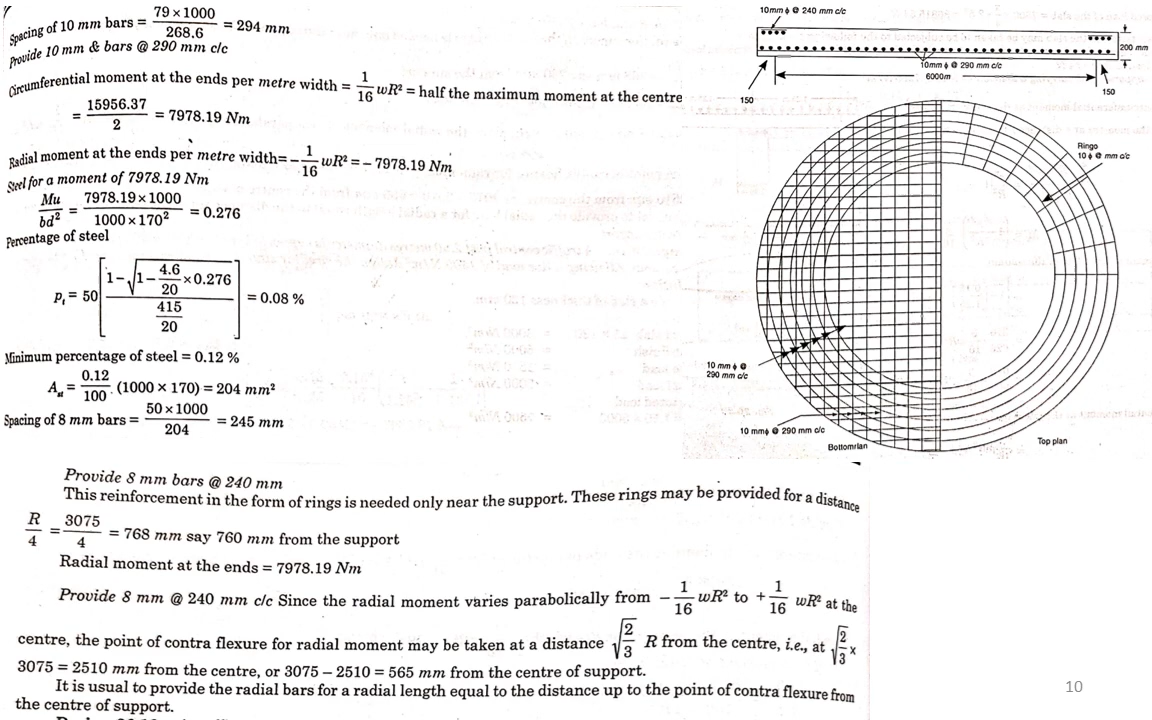 Spacing of 10 mm bars = 79 × 1000 / 268.6 = 294 mm
Provide 10 mm & bars @ 290 mm c/c
Circumferential moment at the ends per metre width = 1/16 wR² = half the maximum moment at the centre
= 15956.37 / 2 = 7978.19 Nm
Radial moment at the ends per metre width= – 1/16 wR² = – 7978.19 Nm
Steel for a moment of 7978.19 Nm
Mu / bd² = 7978.19 × 1000 / 1000 × 170² = 0.276
Percentage of steel
p_t = 50 [ 1 – √(1 – 4.6/20 × 0.276) / 415/20 ] = 0.08 %
Minimum percentage of steel = 0.12 %
A_st = 0.12/100 . (1000 × 170) = 204 mm²
Spacing of 8 mm bars = 50 × 1000 / 204 = 245 mm
10mm ϕ @ 240 mm c/c
200 mm
10mm ϕ @ 290 mm c/c
6000m
150
150
Ringo
10 ϕ @ mm c/c
10 mm ϕ @
290 mm c/c
10 mmϕ @ 290 mm c/c
Bottomrlan
Top plan
Provide 8 mm bars @ 240 mm
This reinforcement in the form of rings is needed only near the support. These rings may be provided for a distance
R/4 = 3075/4 = 768 mm say 760 mm from the support
Radial moment at the ends = 7978.19 Nm
Provide 8 mm @ 240 mm c/c Since the radial moment varies parabolically from – 1/16 wR² to + 1/16 wR² at the
centre, the point of contra flexure for radial moment may be taken at a distance √(2/3) R from the centre, i.e., at √(2/3) ×
3075 = 2510 mm from the centre, or 3075 – 2510 = 565 mm from the centre of support.
It is usual to provide the radial bars for a radial length equal to the distance up to the point of contra flexure from
the centre of support.
10